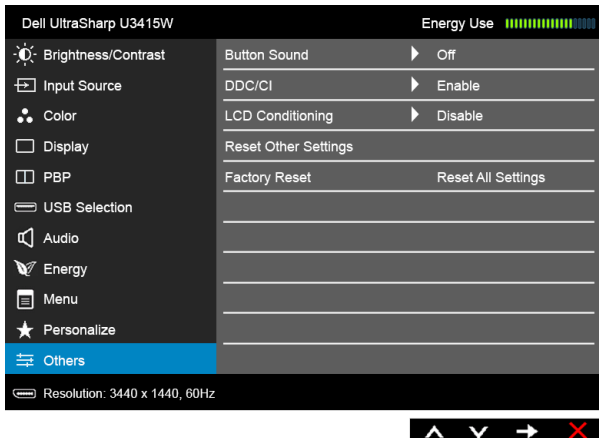 Dell UltraSharp U3415W Energy Use
Brightness/Contrast Button Sound Off
Input Source DDC/CI Enable
Color LCD Conditioning Disable
Display Reset Other Settings
PBP Factory Reset Reset All Settings
USB Selection
Audio
Energy
Menu
Personalize
Others
Resolution: 3440 x 1440, 60Hz